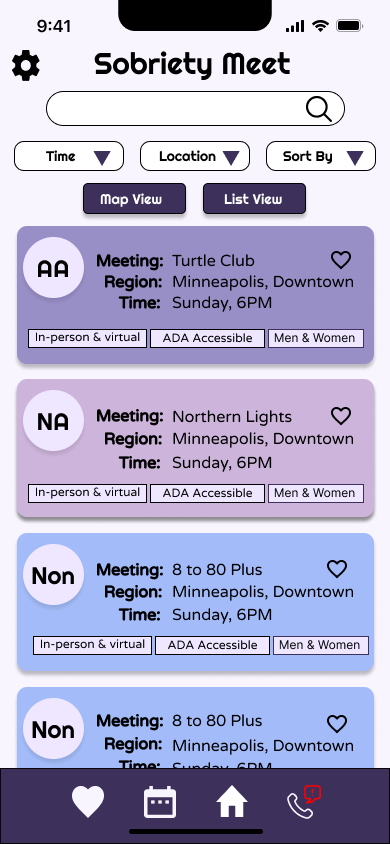 9:41
Sobriety Meet
Time Location Sort By
Map View List View
AA
Meeting: Turtle Club
Region: Minneapolis, Downtown
Time: Sunday, 6PM
In-person & virtual ADA Accessible Men & Women
NA
Meeting: Northern Lights
Region: Minneapolis, Downtown
Time: Sunday, 6PM
In-person & virtual ADA Accessible Men & Women
Non
Meeting: 8 to 80 Plus
Region: Minneapolis, Downtown
Time: Sunday, 6PM
In-person & virtual ADA Accessible Men & Women
Non
Meeting: 8 to 80 Plus
Region: Minneapolis, Downtown
Time: Sunday, 6PM